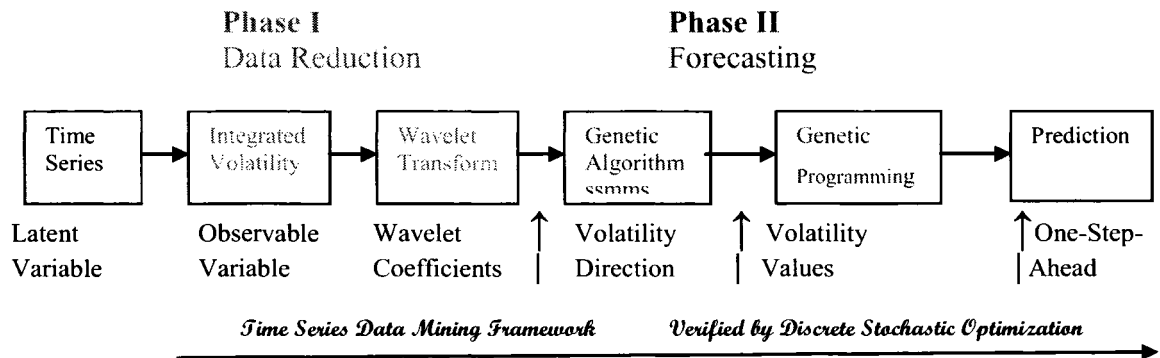 Phase I
Data Reduction
Phase II
Forecasting
Time
Series
Integrated
Volatility
Wavelet
Transform
Genetic
Algorithm
ssmms
Genetic
Programming
Prediction
Latent
Variable
Observable
Variable
Wavelet
Coefficients
Volatility
Direction
Volatility
Values
One-Step-
Ahead
Time Series Data Mining Framework
Verified by Discrete Stochastic Optimization